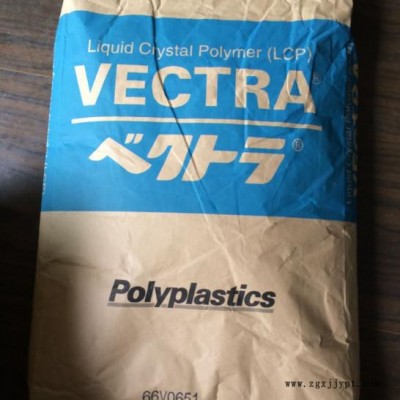 Liquid Crystal Polymer (LCP)
VECTRA®
ベクトラ®
Polyplastics
66V0651
www.zgxjjypt.com